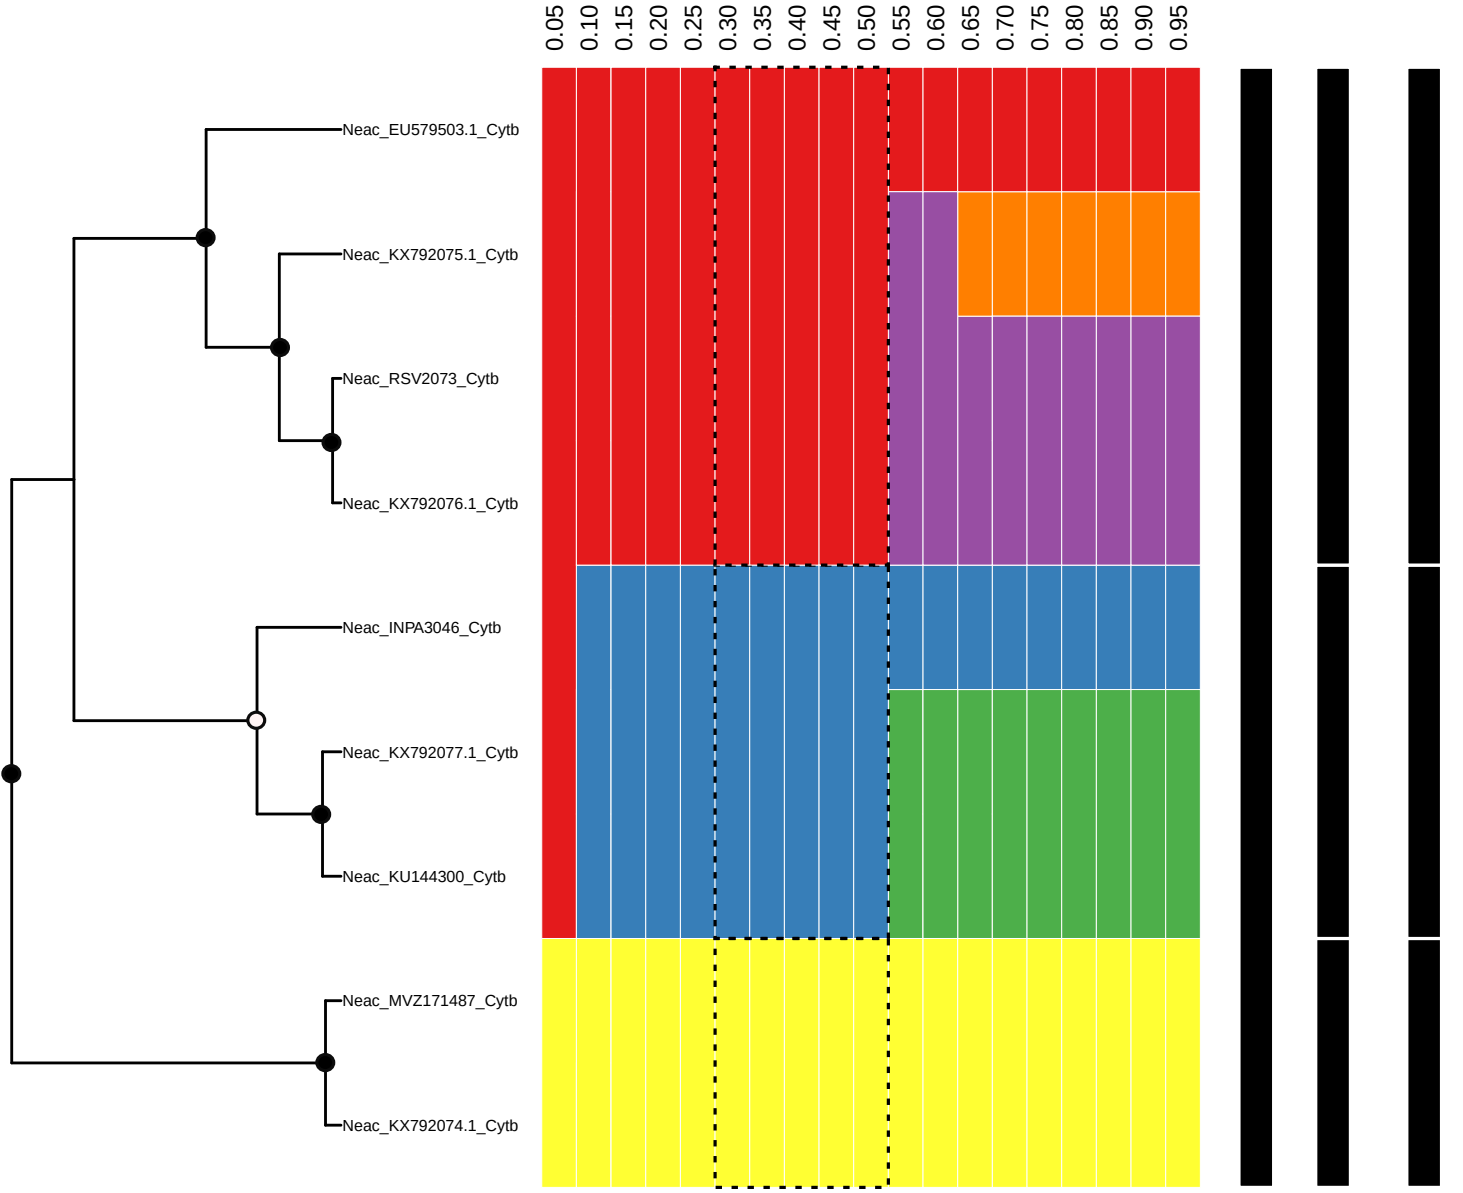 0.05 0.10 0.15 0.20 0.25 0.30 0.35 0.40 0.45 0.50 0.55 0.60 0.65 0.70 0.75 0.80 0.85 0.90 0.95
Neac_EU579503.1_Cytb
Neac_KX792075.1_Cytb
Neac_RSV2073_Cytb
Neac_KX792076.1_Cytb
Neac_INPA3046_Cytb
Neac_KX792077.1_Cytb
Neac_KU144300_Cytb
Neac_MVZ171487_Cytb
Neac_KX792074.1_Cytb